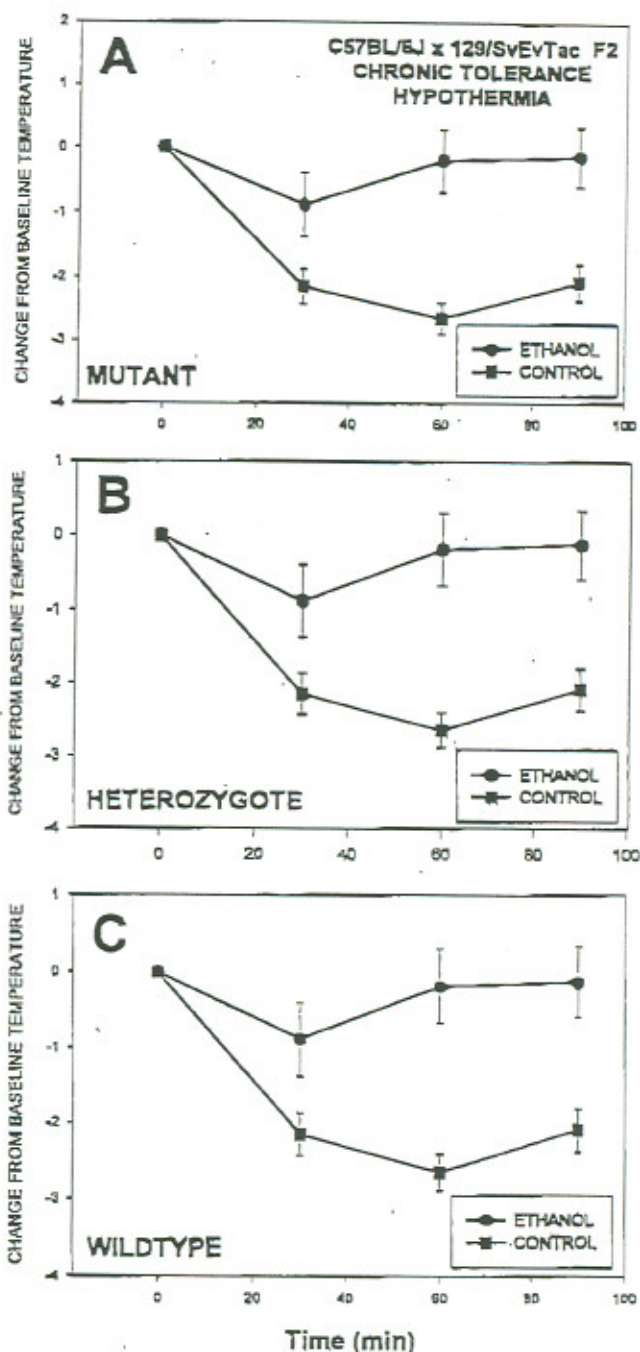 A
C57BL/6J x 129/SvEvTac F2
CHRONIC TOLERANCE
HYPOTHERMIA
CHANGE FROM BASELINE TEMPERATURE
2
1
0
-1
-2
-3
-4
ETHANOL
CONTROL
MUTANT
0 20 40 60 80 100
B
CHANGE FROM BASELINE TEMPERATURE
1
0
-1
-2
-3
-4
ETHANOL
CONTROL
HETEROZYGOTE
0 20 40 60 80 100
C
CHANGE FROM BASELINE TEMPERATURE
1
0
-1
-2
-3
-4
ETHANOL
CONTROL
WILDTYPE
0 20 40 60 80 100
Time (min)